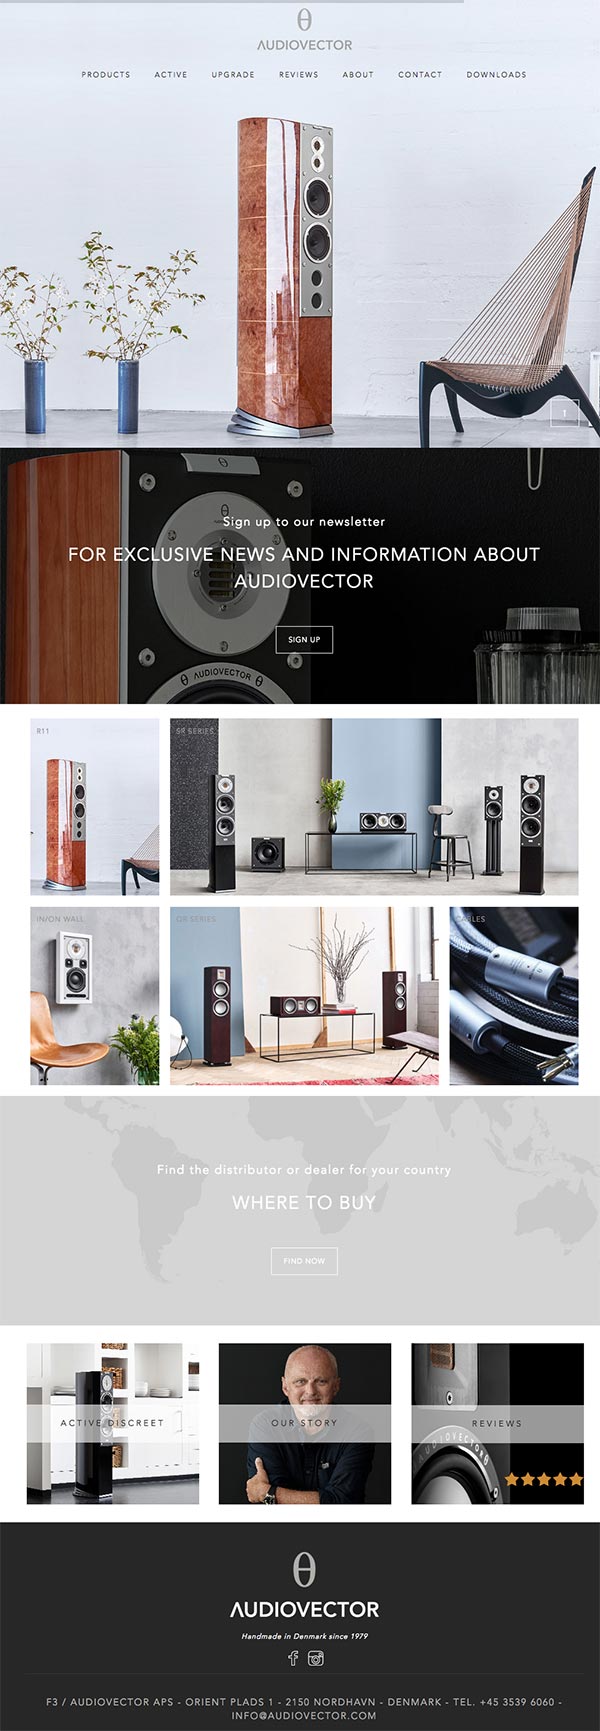 AUDIOVECTOR
PRODUCTS ACTIVE UPGRADE REVIEWS ABOUT CONTACT DOWNLOADS
Sign up to our newsletter
FOR EXCLUSIVE NEWS AND INFORMATION ABOUT
AUDIOVECTOR
SIGN UP
AUDIOVECTOR
R11
SR SERIES
IN/ON WALL
QR SERIES
CABLES
Find the distributor or dealer for your country
WHERE TO BUY
FIND NOW
ACTIVE DISCREET
OUR STORY
REVIEWS
AUDIOVECTOR
AUDIOVECTOR
Handmade in Denmark since 1979
F3 / AUDIOVECTOR APS - ORIENT PLADS 1 - 2150 NORDHAVN - DENMARK - TEL. +45 3539 6060 -
INFO@AUDIOVECTOR.COM